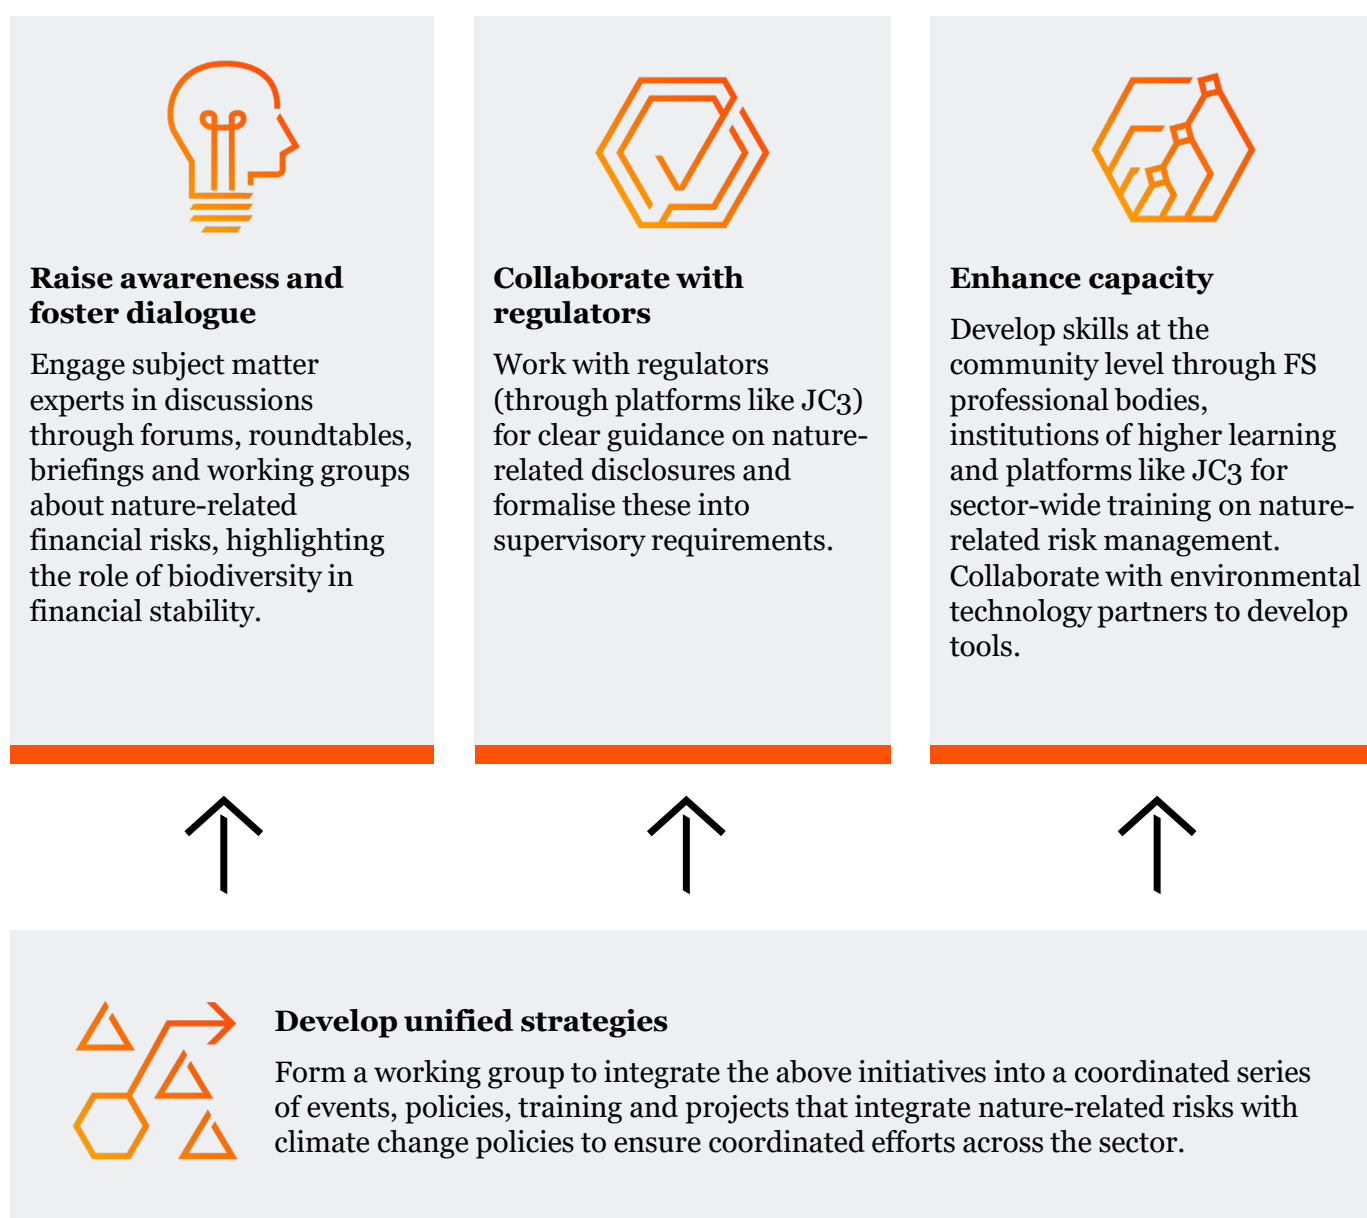 Raise awareness and
foster dialogue
Engage subject matter
experts in discussions
through forums, roundtables,
briefings and working groups
about nature-related
financial risks, highlighting
the role of biodiversity in
financial stability.
Collaborate with
regulators
Work with regulators
(through platforms like JC3)
for clear guidance on nature-
related disclosures and
formalise these into
supervisory requirements.
Enhance capacity
Develop skills at the
community level through FS
professional bodies,
institutions of higher learning
and platforms like JC3 for
sector-wide training on nature-
related risk management.
Collaborate with environmental
technology partners to develop
tools.
Develop unified strategies
Form a working group to integrate the above initiatives into a coordinated series
of events, policies, training and projects that integrate nature-related risks with
climate change policies to ensure coordinated efforts across the sector.